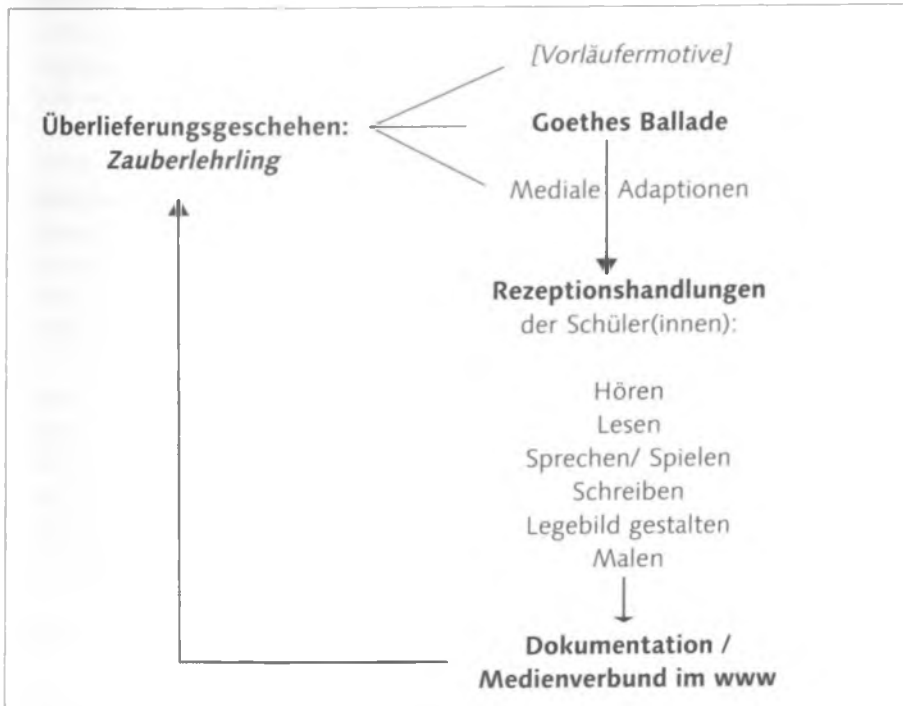 [Vorläufermotive]
Überlieferungsgeschehen:
Zauberlehrling
Goethes Ballade
Mediale Adaptionen
Rezeptionshandlungen
der Schüler(innen):
Hören
Lesen
Sprechen/ Spielen
Schreiben
Legebild gestalten
Malen
Dokumentation /
Medienverbund im www